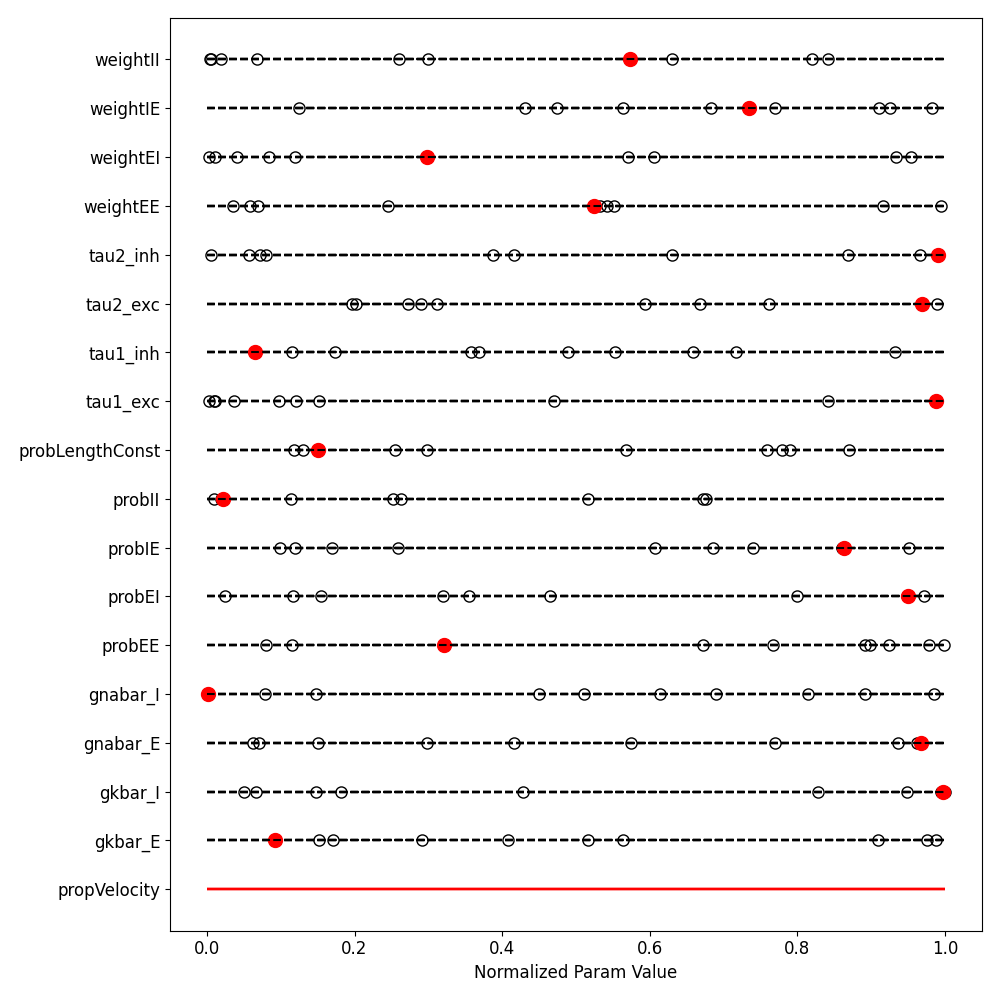 weightII
weightIE
weightEI
weightEE
tau2_inh
tau2_exc
tau1_inh
tau1_exc
probLengthConst
probII
probIE
probEI
probEE
gnabar_I
gnabar_E
gkbar_I
gkbar_E
propVelocity
0.0 0.2 0.4 0.6 0.8 1.0
Normalized Param Value